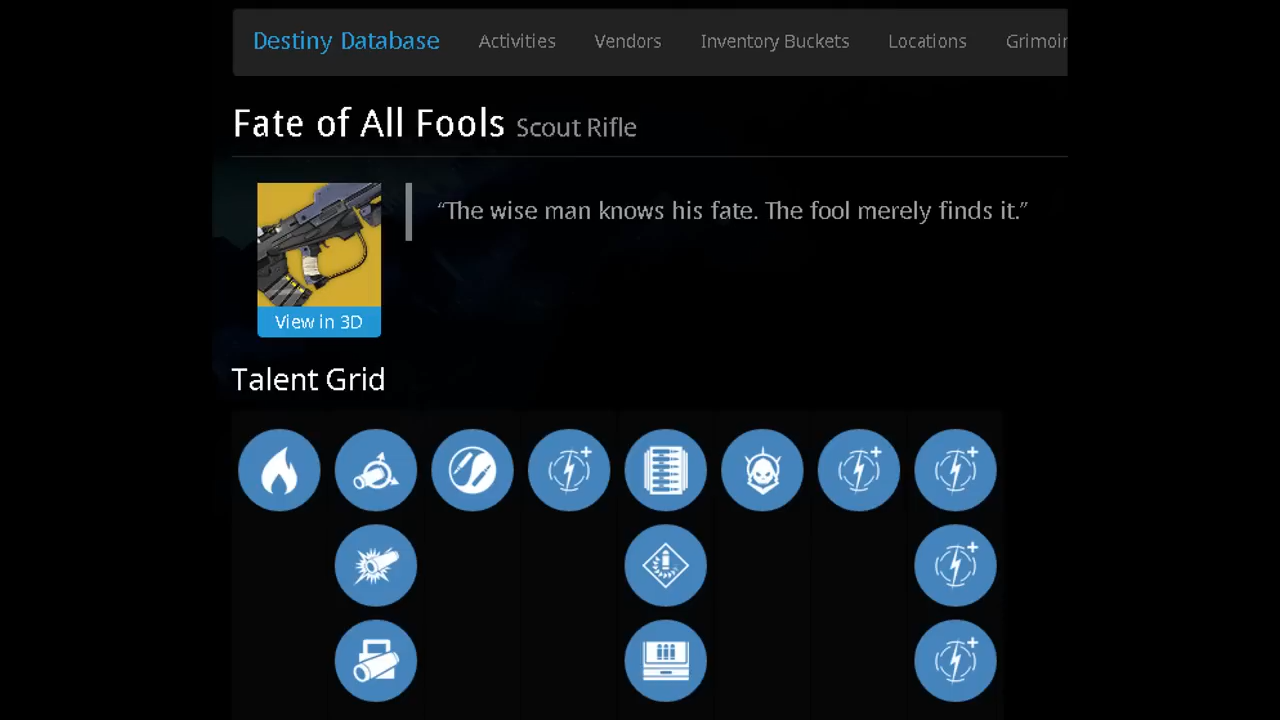 Destiny Database Activities Vendors Inventory Buckets Locations Grimoir
Fate of All Fools Scout Rifle
“The wise man knows his fate. The fool merely finds it.”
View in 3D
Talent Grid